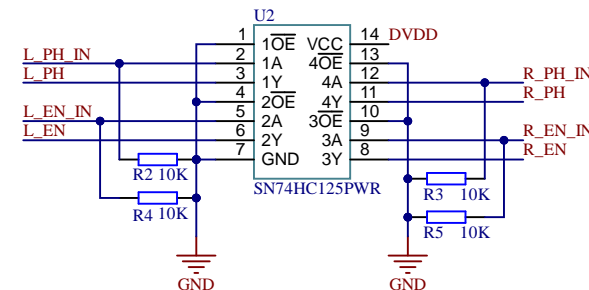 U2
1 1OE VCC 14 DVDD
2 1A 4OE 13
L_PH_IN
3 1Y 4A 12 R_PH_IN
L_PH
4 2OE 4Y 11 R_PH
5 2A 3OE 10
L_EN_IN
6 2Y 3A 9 R_EN_IN
L_EN
7 GND 3Y 8 R_EN
R2 10K
SN74HC125PWR
R4 10K
R3 10K
R5 10K
GND GND